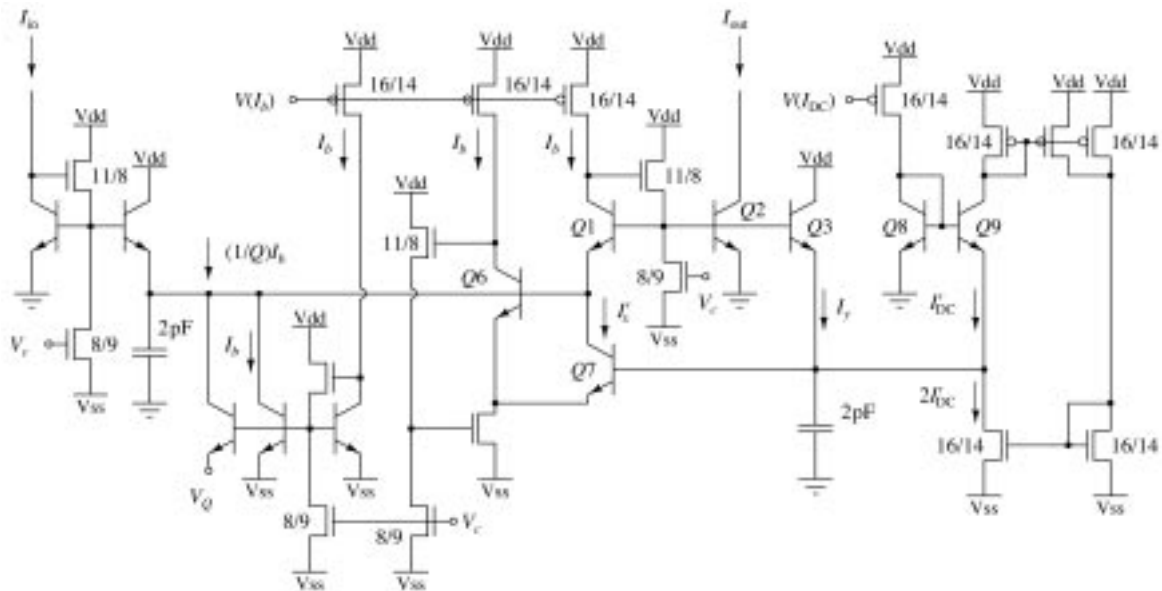 I_in
I_out
Vdd
Vdd
Vdd
Vdd
Vdd
16/14
16/14
16/14
V(I_b)
V(I_DC)
16/14
Vdd
Vdd
Vdd
I_b
I_b
I_b
Vdd
Vdd
Vdd
Vdd
Vdd
11/8
11/8
16/14
16/14
Q1
Q2
Q3
Q8
Q9
11/8
(1/Q)I_b
Q6
8/9
V_c
Vss
I_r
I_DC
Vdd
2pF
I_b
8/9
Vss
Q7
2I_DC
2pF
16/14
16/14
V_Q
Vss
Vss
Vss
Vss
Vss
8/9
8/9
V_c
Vss
Vss